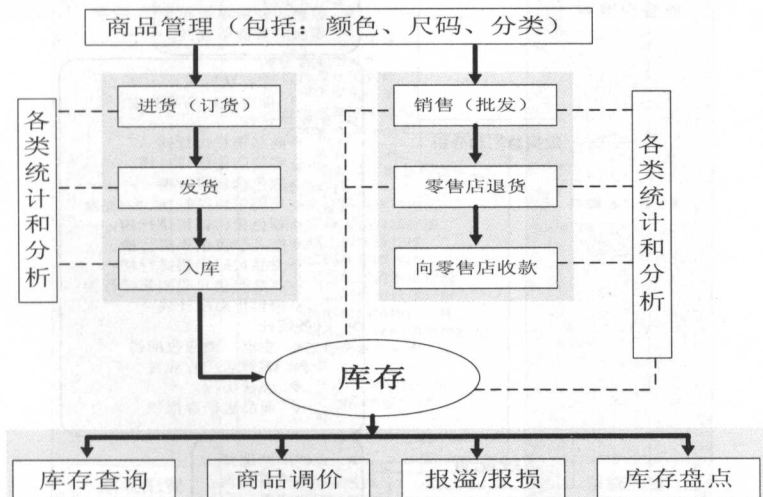 商品管理（包括：颜色、尺码、分类）
进货（订货）
销售（批发）
各类统计和分析
发货
零售店退货
各类统计和分析
入库
向零售店收款
库存
库存查询
商品调价
报溢/报损
库存盘点